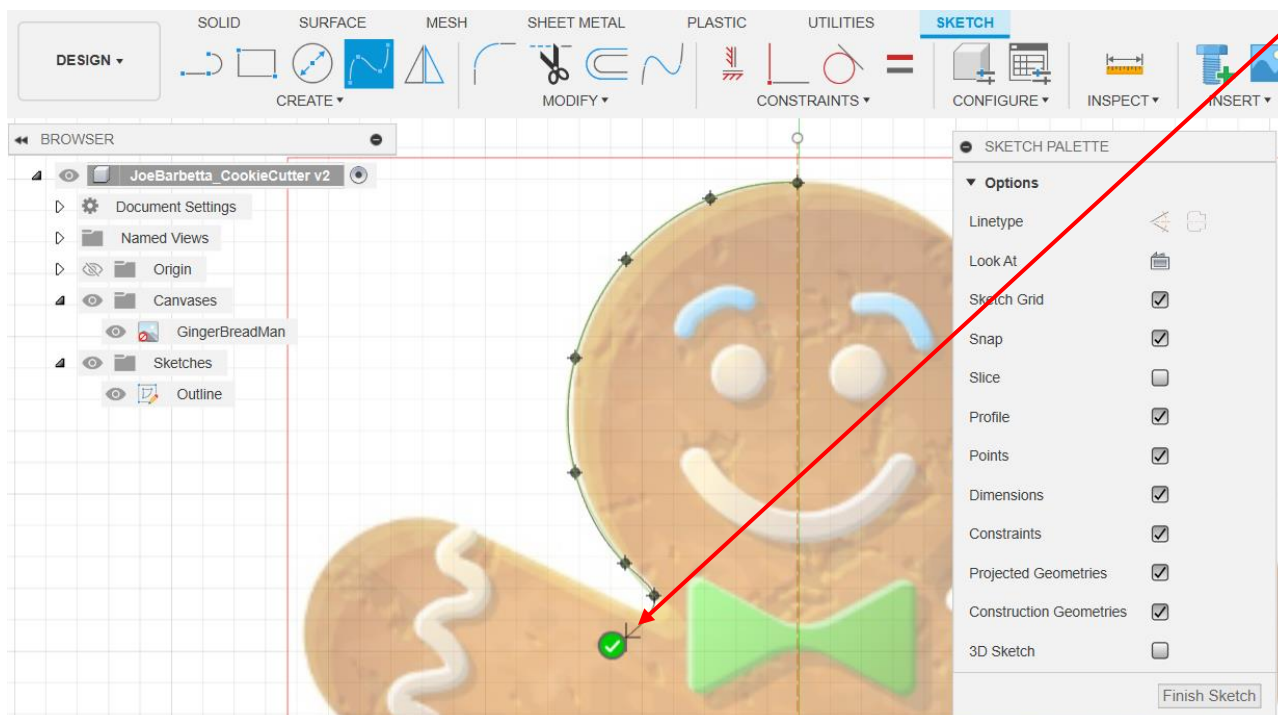 SOLID SURFACE MESH SHEET METAL PLASTIC UTILITIES SKETCH
DESIGN
CREATE MODIFY CONSTRAINTS CONFIGURE INSPECT INSERT
BROWSER
JoeBarbetta_CookieCutter v2
Document Settings
Named Views
Origin
Canvases
GingerBreadMan
Sketches
Outline
SKETCH PALETTE
Options
Linetype
Look At
Sketch Grid
Snap
Slice
Profile
Points
Dimensions
Constraints
Projected Geometries
Construction Geometries
3D Sketch
Finish Sketch